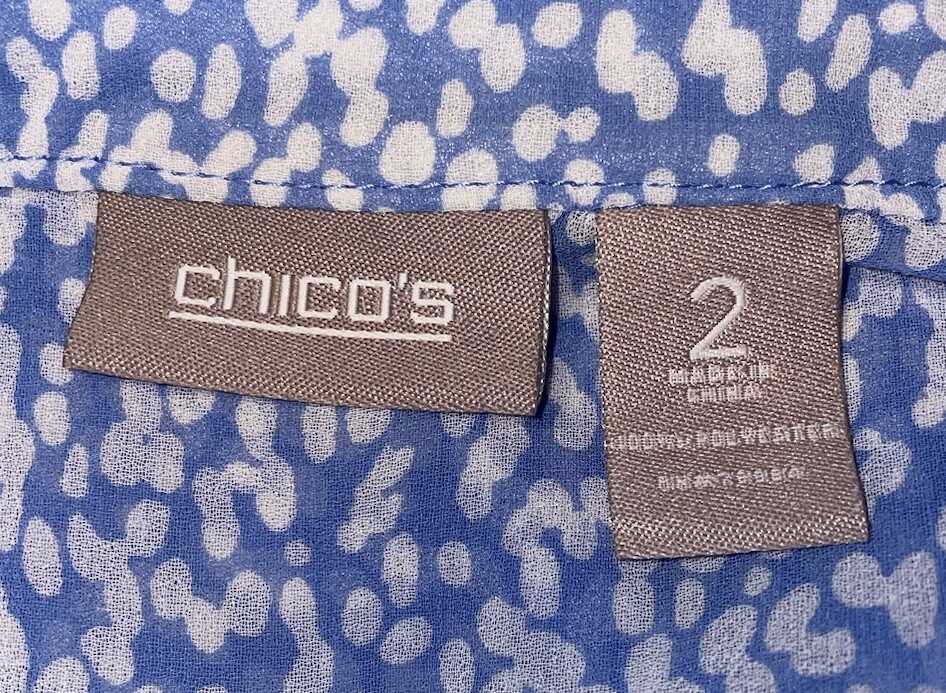 chico's
2
MADE IN
CHINA
100% POLYESTER